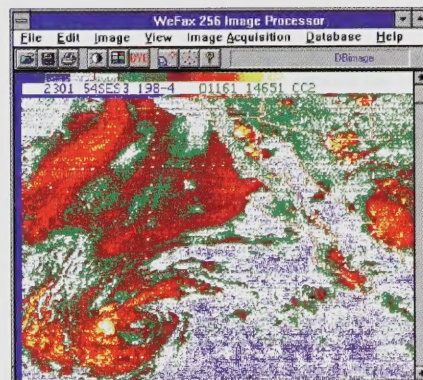 WeFax 256 Image Processor
File Edit Image View Image Acquisition Database Help
DBimage
2301 54SES3 198-4 01161 14651 CC2